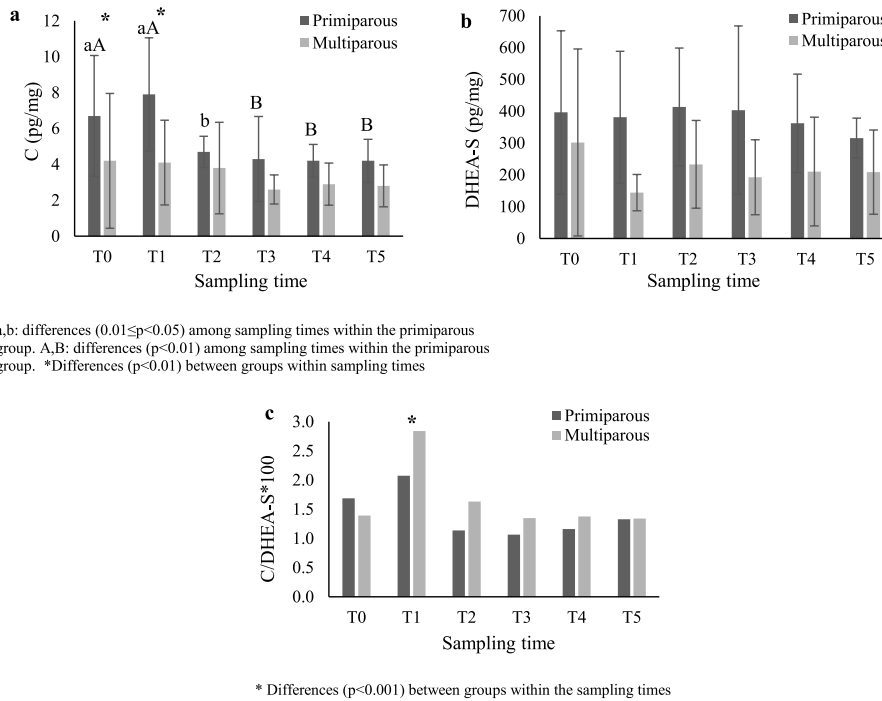 a
Primiparous
Multiparous
*
*
aA
aA
b
B
B
B
12
10
8
6
4
2
0
C (pg/mg)
T0 T1 T2 T3 T4 T5
Sampling time
b
Primiparous
Multiparous
700
600
500
400
300
200
100
0
DHEA-S (pg/mg)
T0 T1 T2 T3 T4 T5
Sampling time
a,b: differences (0.01≤p<0.05) among sampling times within the primiparous
group. A,B: differences (p<0.01) among sampling times within the primiparous
group. *Differences (p<0.01) between groups within sampling times
c
Primiparous
Multiparous
*
3.0
2.5
2.0
1.5
1.0
0.5
0.0
C/DHEA-S*100
T0 T1 T2 T3 T4 T5
Sampling time
* Differences (p<0.001) between groups within the sampling times